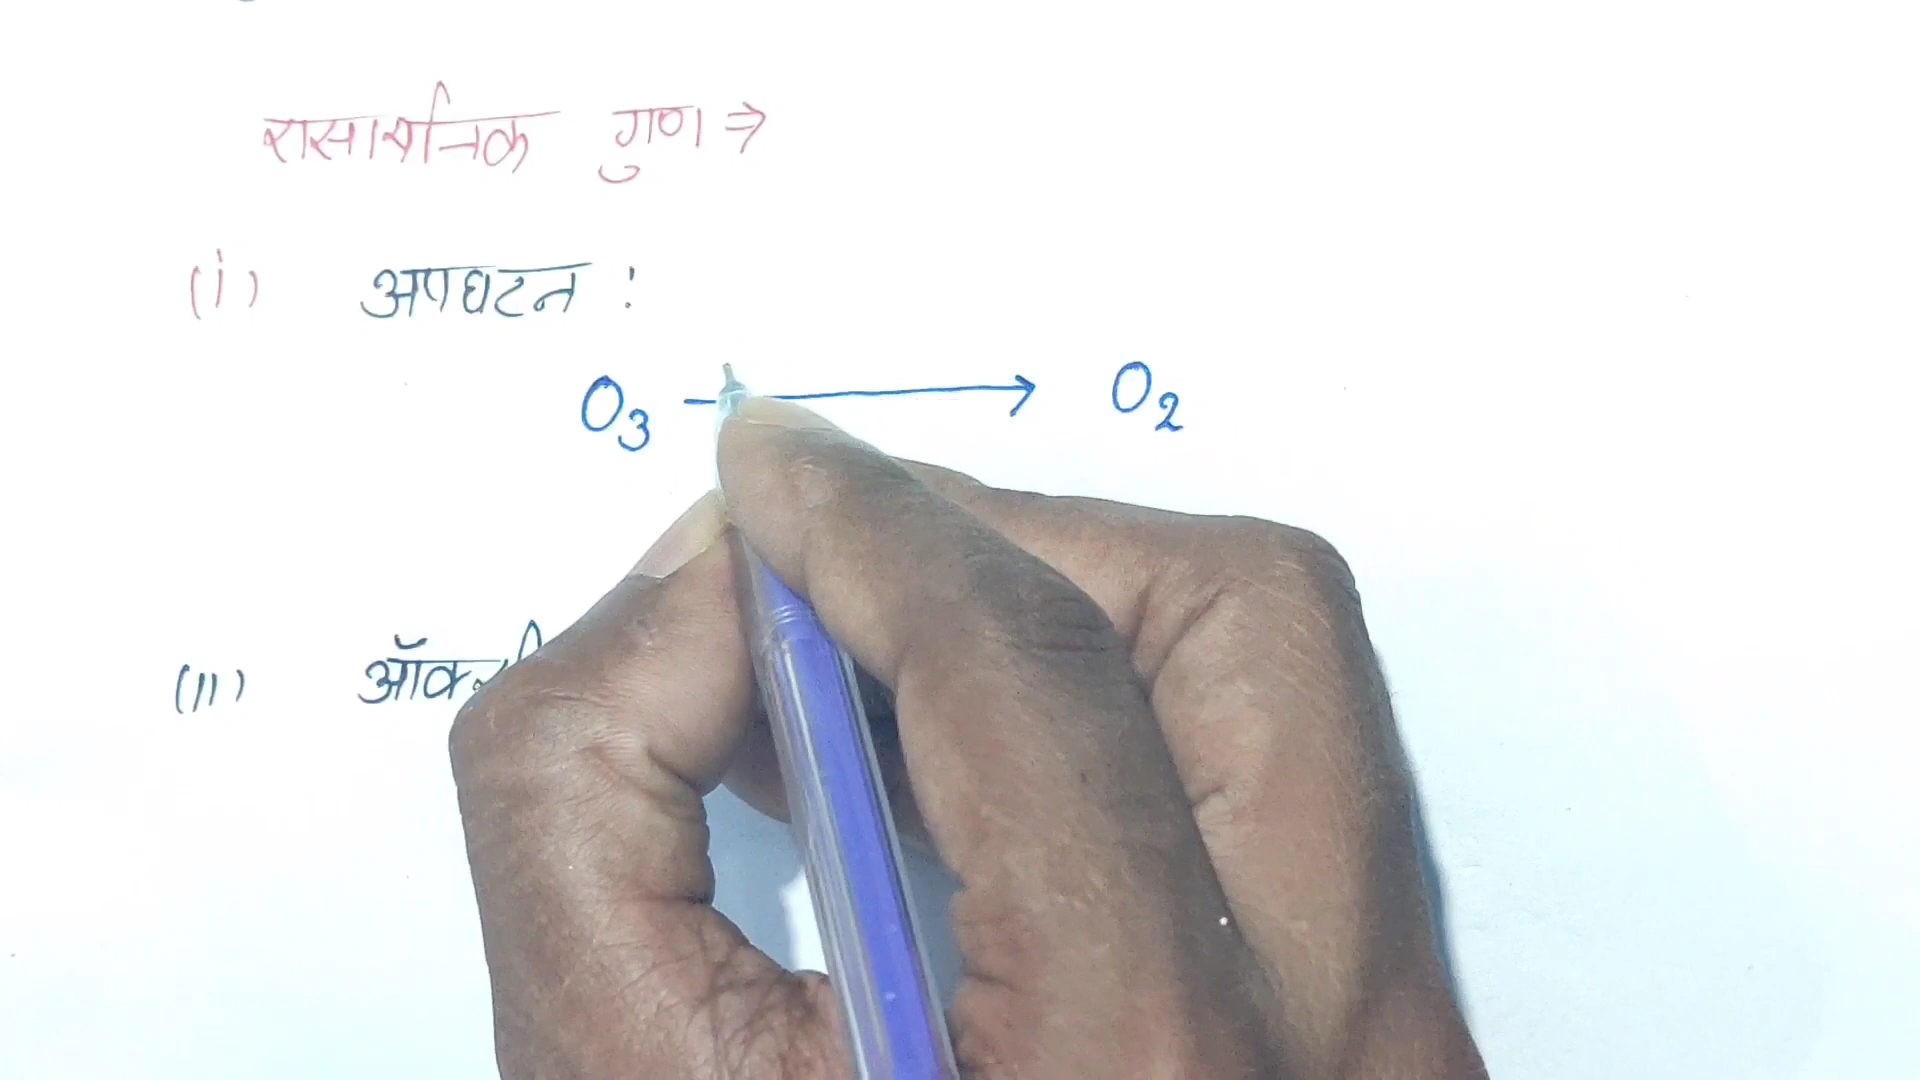 रासायनिक गुण ⇒
(i) अपघटन :
O₃ → O₂
(ii)